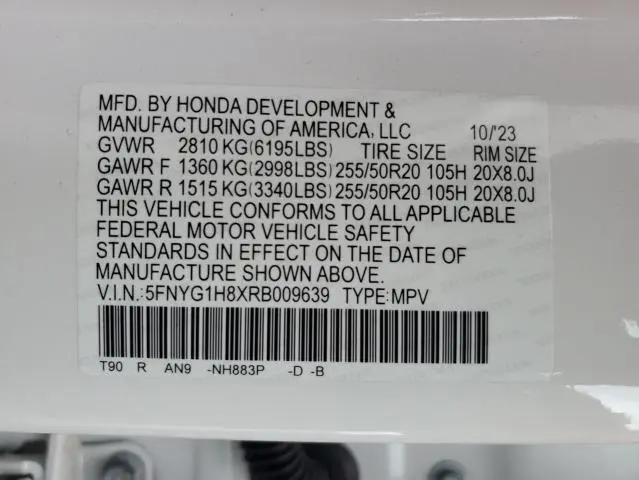 MFD. BY HONDA DEVELOPMENT &
MANUFACTURING OF AMERICA, LLC 10/'23
GVWR 2810 KG(6195LBS) TIRE SIZE RIM SIZE
GAWR F 1360 KG(2998LBS) 255/50R20 105H 20X8.0J
GAWR R 1515 KG(3340LBS) 255/50R20 105H 20X8.0J
THIS VEHICLE CONFORMS TO ALL APPLICABLE
FEDERAL MOTOR VEHICLE SAFETY
STANDARDS IN EFFECT ON THE DATE OF
MANUFACTURE SHOWN ABOVE.
V.I.N.:5FNYG1H8XRB009639 TYPE:MPV
T90 R AN9 -NH883P -D -B